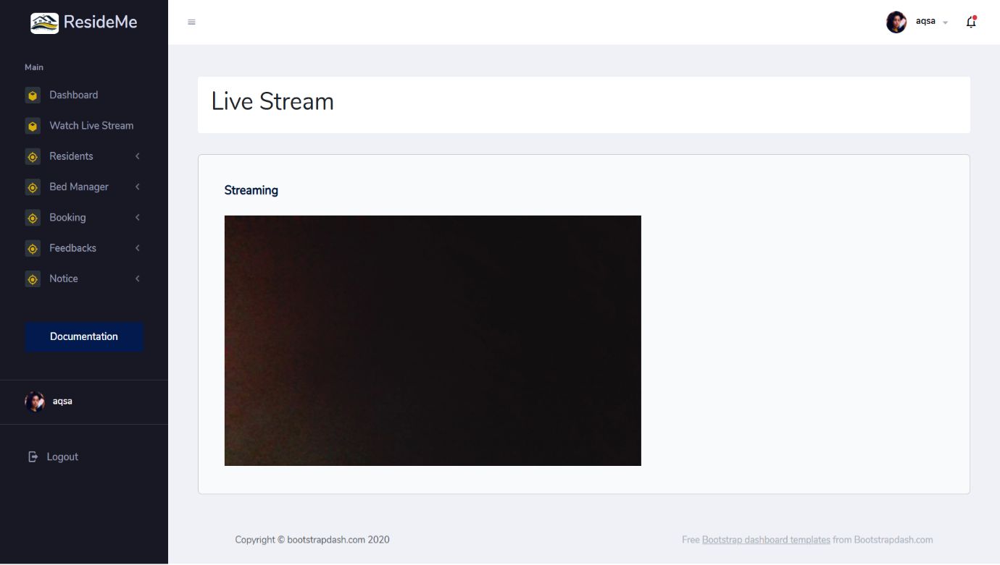 ResideMe
aqsa
Main
Dashboard
Watch Live Stream
Residents
Bed Manager
Booking
Feedbacks
Notice
Documentation
aqsa
Logout
Live Stream
Streaming
Copyright © bootstrapdash.com 2020
Free Bootstrap dashboard templates from Bootstrapdash.com